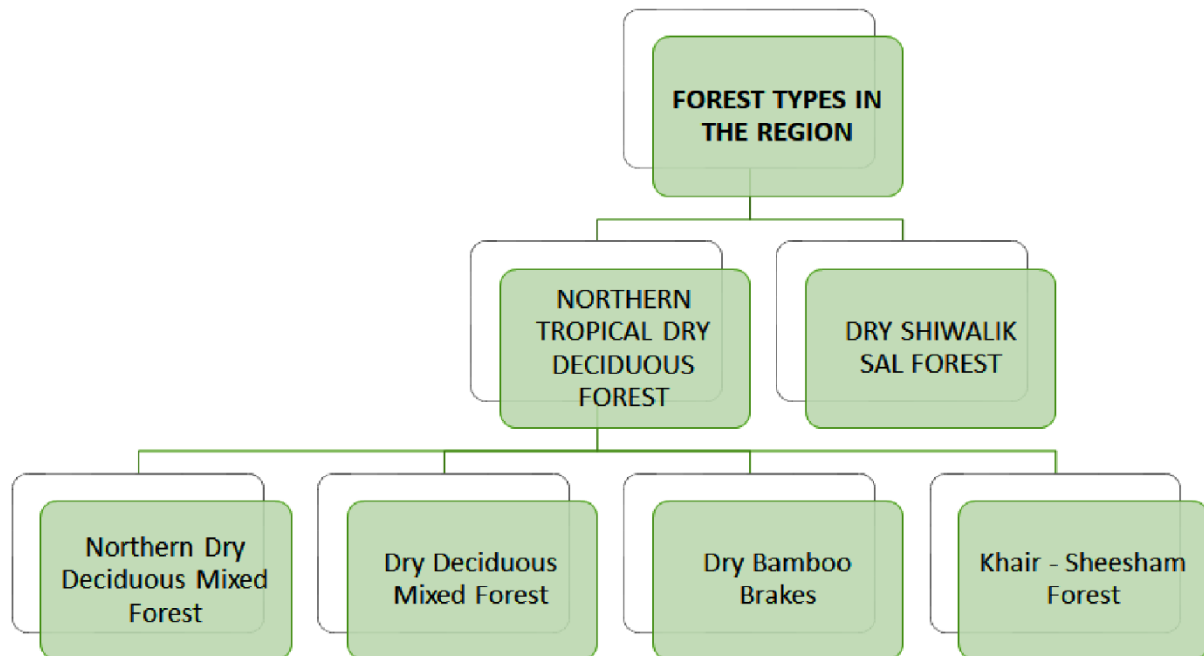 FOREST TYPES IN
THE REGION
NORTHERN
TROPICAL DRY
DECIDUOUS
FOREST
DRY SHIWALIK
SAL FOREST
Northern Dry
Deciduous Mixed
Forest
Dry Deciduous
Mixed Forest
Dry Bamboo
Brakes
Khair - Sheesham
Forest